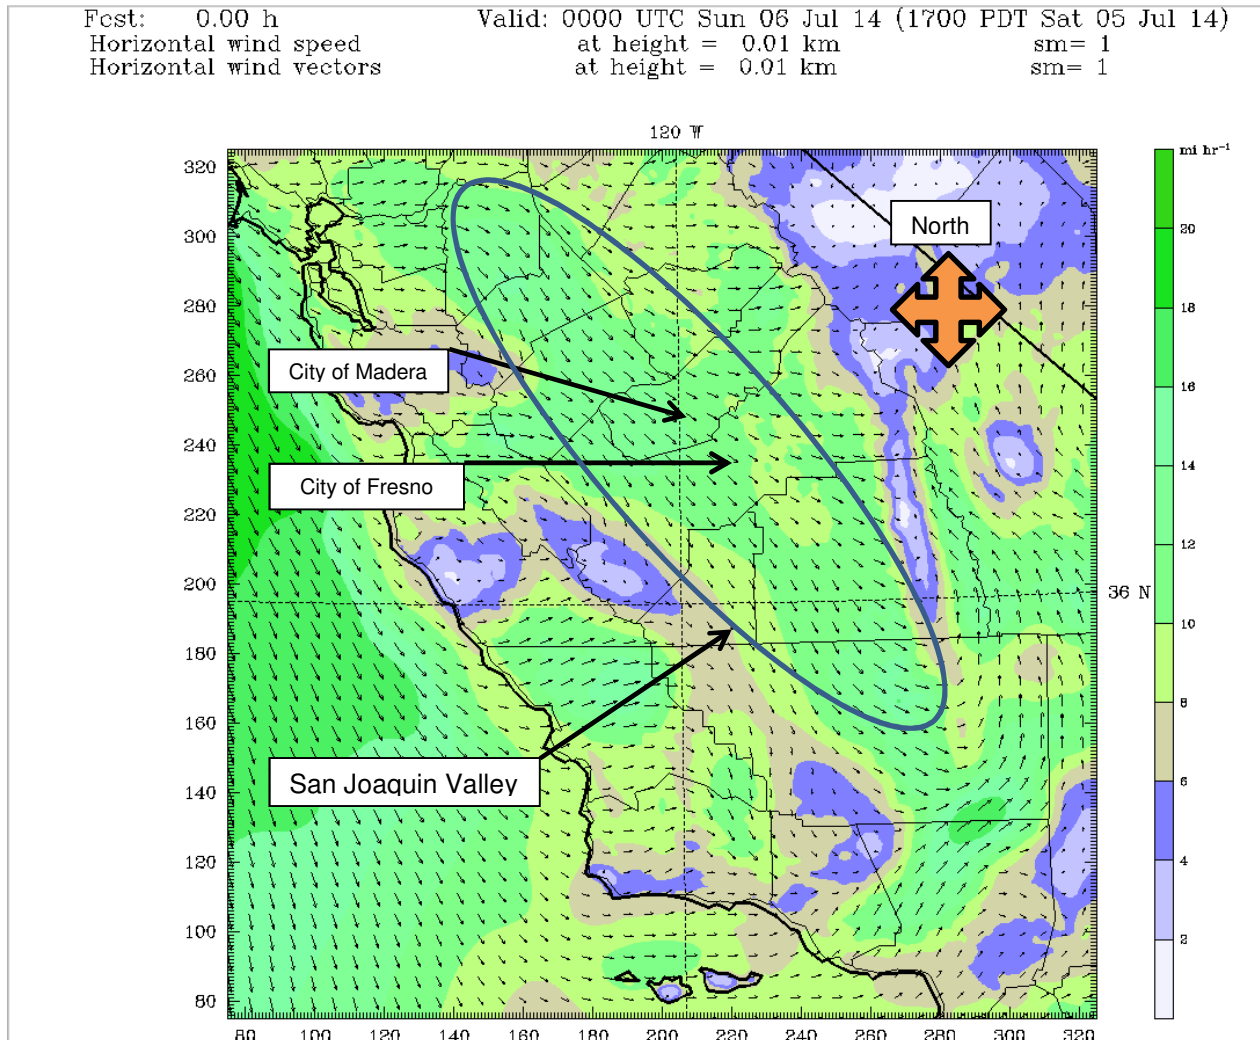 Fcst: 0.00 h Valid: 0000 UTC Sun 06 Jul 14 (1700 PDT Sat 05 Jul 14)
Horizontal wind speed at height = 0.01 km sm= 1
Horizontal wind vectors at height = 0.01 km sm= 1
120 W
mi hr⁻¹
320
300
280
260
240
220
200
180
160
140
120
100
80
North
City of Madera
City of Fresno
San Joaquin Valley
36 N
20
18
16
14
12
10
8
6
4
2
80 100 120 140 160 180 200 220 240 260 280 300 320